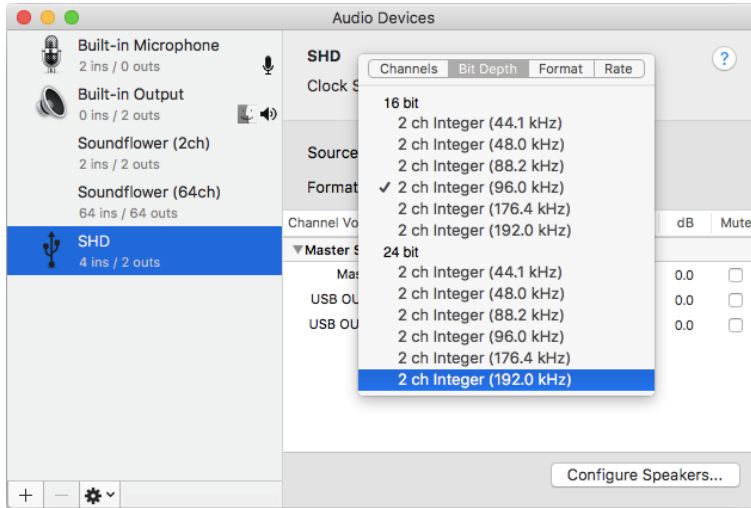 Audio Devices
Built-in Microphone
2 ins / 0 outs
Built-in Output
0 ins / 2 outs
Soundflower (2ch)
2 ins / 2 outs
Soundflower (64ch)
64 ins / 64 outs
SHD
4 ins / 2 outs
SHD
?
Clock S
Source
Format
Channels Bit Depth Format Rate
16 bit
2 ch Integer (44.1 kHz)
2 ch Integer (48.0 kHz)
2 ch Integer (88.2 kHz)
✓ 2 ch Integer (96.0 kHz)
2 ch Integer (176.4 kHz)
2 ch Integer (192.0 kHz)
24 bit
2 ch Integer (44.1 kHz)
2 ch Integer (48.0 kHz)
2 ch Integer (88.2 kHz)
2 ch Integer (96.0 kHz)
2 ch Integer (176.4 kHz)
2 ch Integer (192.0 kHz)
Channel Vo dB Mute
Master S
Mas 0.0
USB OU 0.0
USB OU 0.0
Configure Speakers...